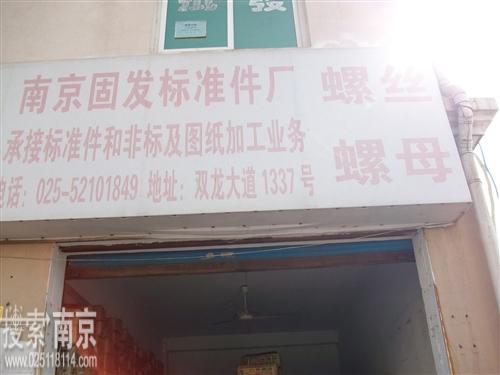 發
南京固发标准件厂 螺丝
承接标准件和非标及图纸加工业务 螺母
电话：025-52101849 地址：双龙大道1337号
搜索南京
www.025118114.com